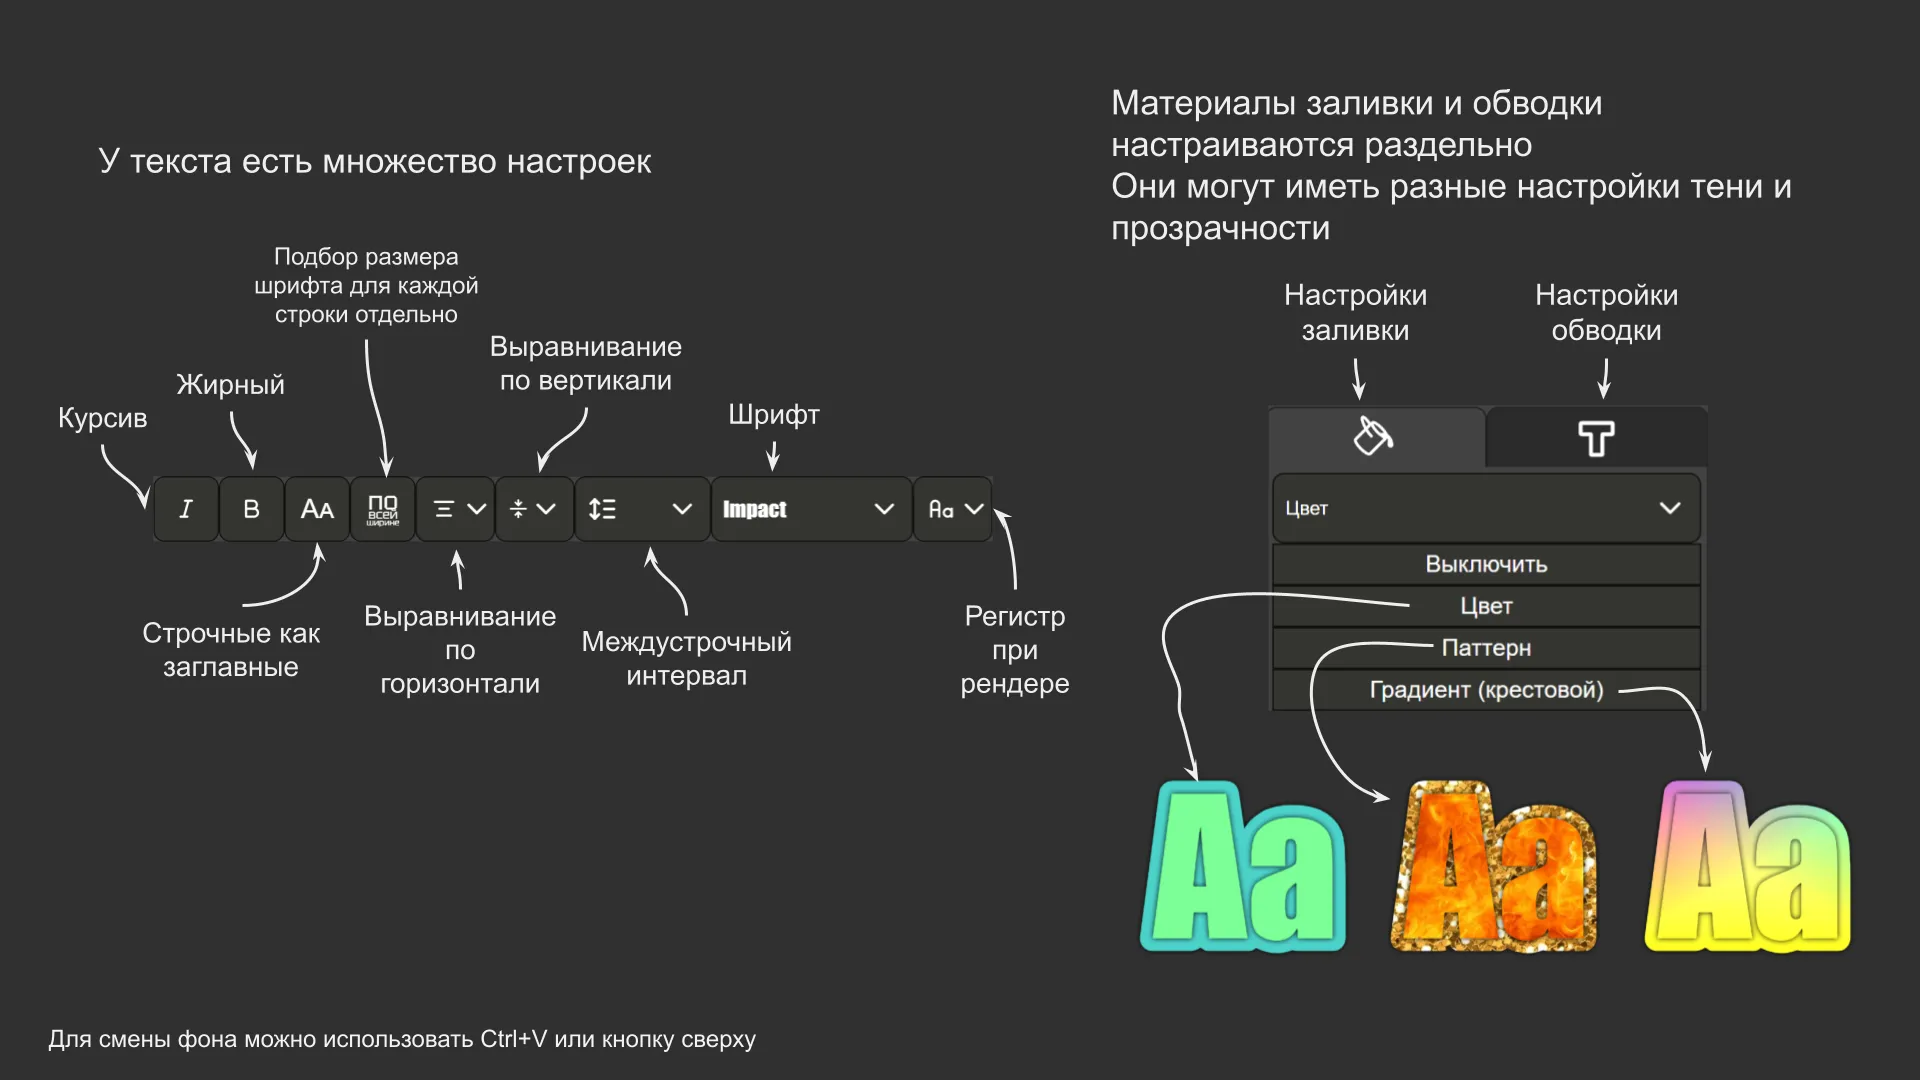 У текста есть множество настроек
Подбор размера
шрифта для каждой
строки отдельно
Выравнивание
по вертикали
Жирный
Курсив
Шрифт
I
B
AA
ПО
всей
ширине
Impact
Aa
Строчные как
заглавные
Выравнивание
по
горизонтали
Междустрочный
интервал
Регистр
при
рендере
Материалы заливки и обводки
настраиваются раздельно
Они могут иметь разные настройки тени и
прозрачности
Настройки
заливки
Настройки
обводки
T
Цвет
Выключить
Цвет
Паттерн
Градиент (крестовой)
Aa
Aa
Aa
Для смены фона можно использовать Ctrl+V или кнопку сверху